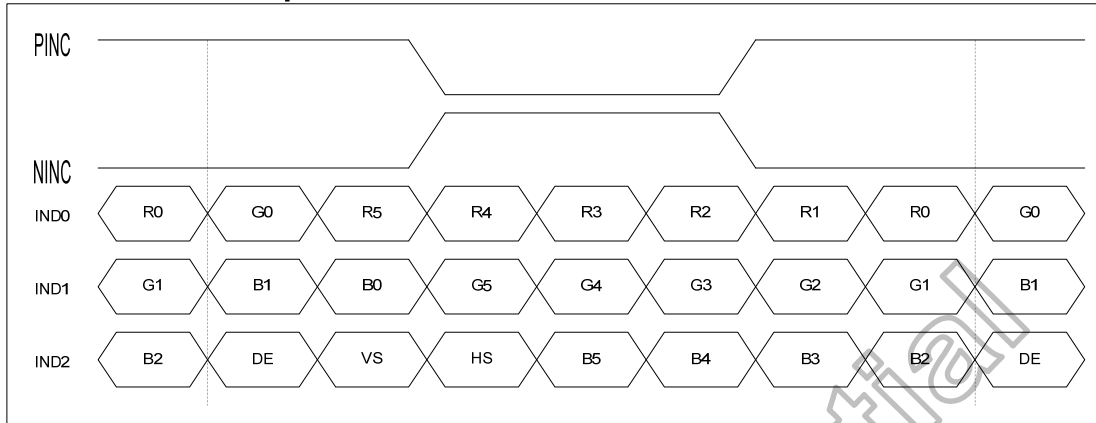 PINC
NINC
IND0 R0 G0 R5 R4 R3 R2 R1 R0 G0
IND1 G1 B1 B0 G5 G4 G3 G2 G1 B1
IND2 B2 DE VS HS B5 B4 B3 B2 DE
tial